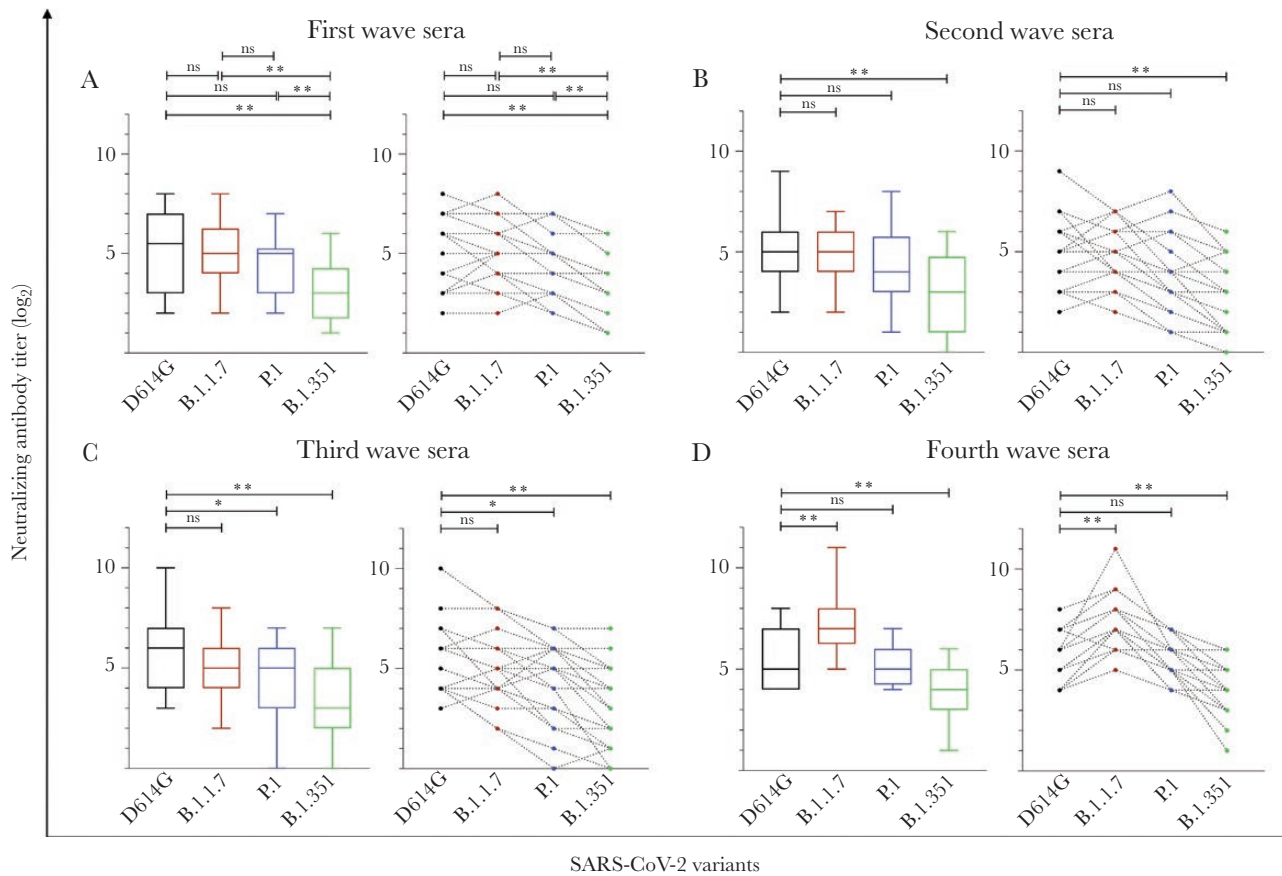 Neutralizing antibody titer (log2)
First wave sera
A
ns
ns
**
ns
**
**
10
5
D614G
B.1.1.7
P.1
B.1.351
ns
ns
**
ns
**
**
10
5
D614G
B.1.1.7
P.1
B.1.351
Second wave sera
B
**
ns
ns
10
5
D614G
B.1.1.7
P.1
B.1.351
**
ns
ns
10
5
D614G
B.1.1.7
P.1
B.1.351
Third wave sera
C
**
*
ns
10
5
D614G
B.1.1.7
P.1
B.1.351
**
*
ns
10
5
D614G
B.1.1.7
P.1
B.1.351
Fourth wave sera
D
**
ns
**
10
5
D614G
B.1.1.7
P.1
B.1.351
**
ns
**
10
5
D614G
B.1.1.7
P.1
B.1.351
SARS-CoV-2 variants